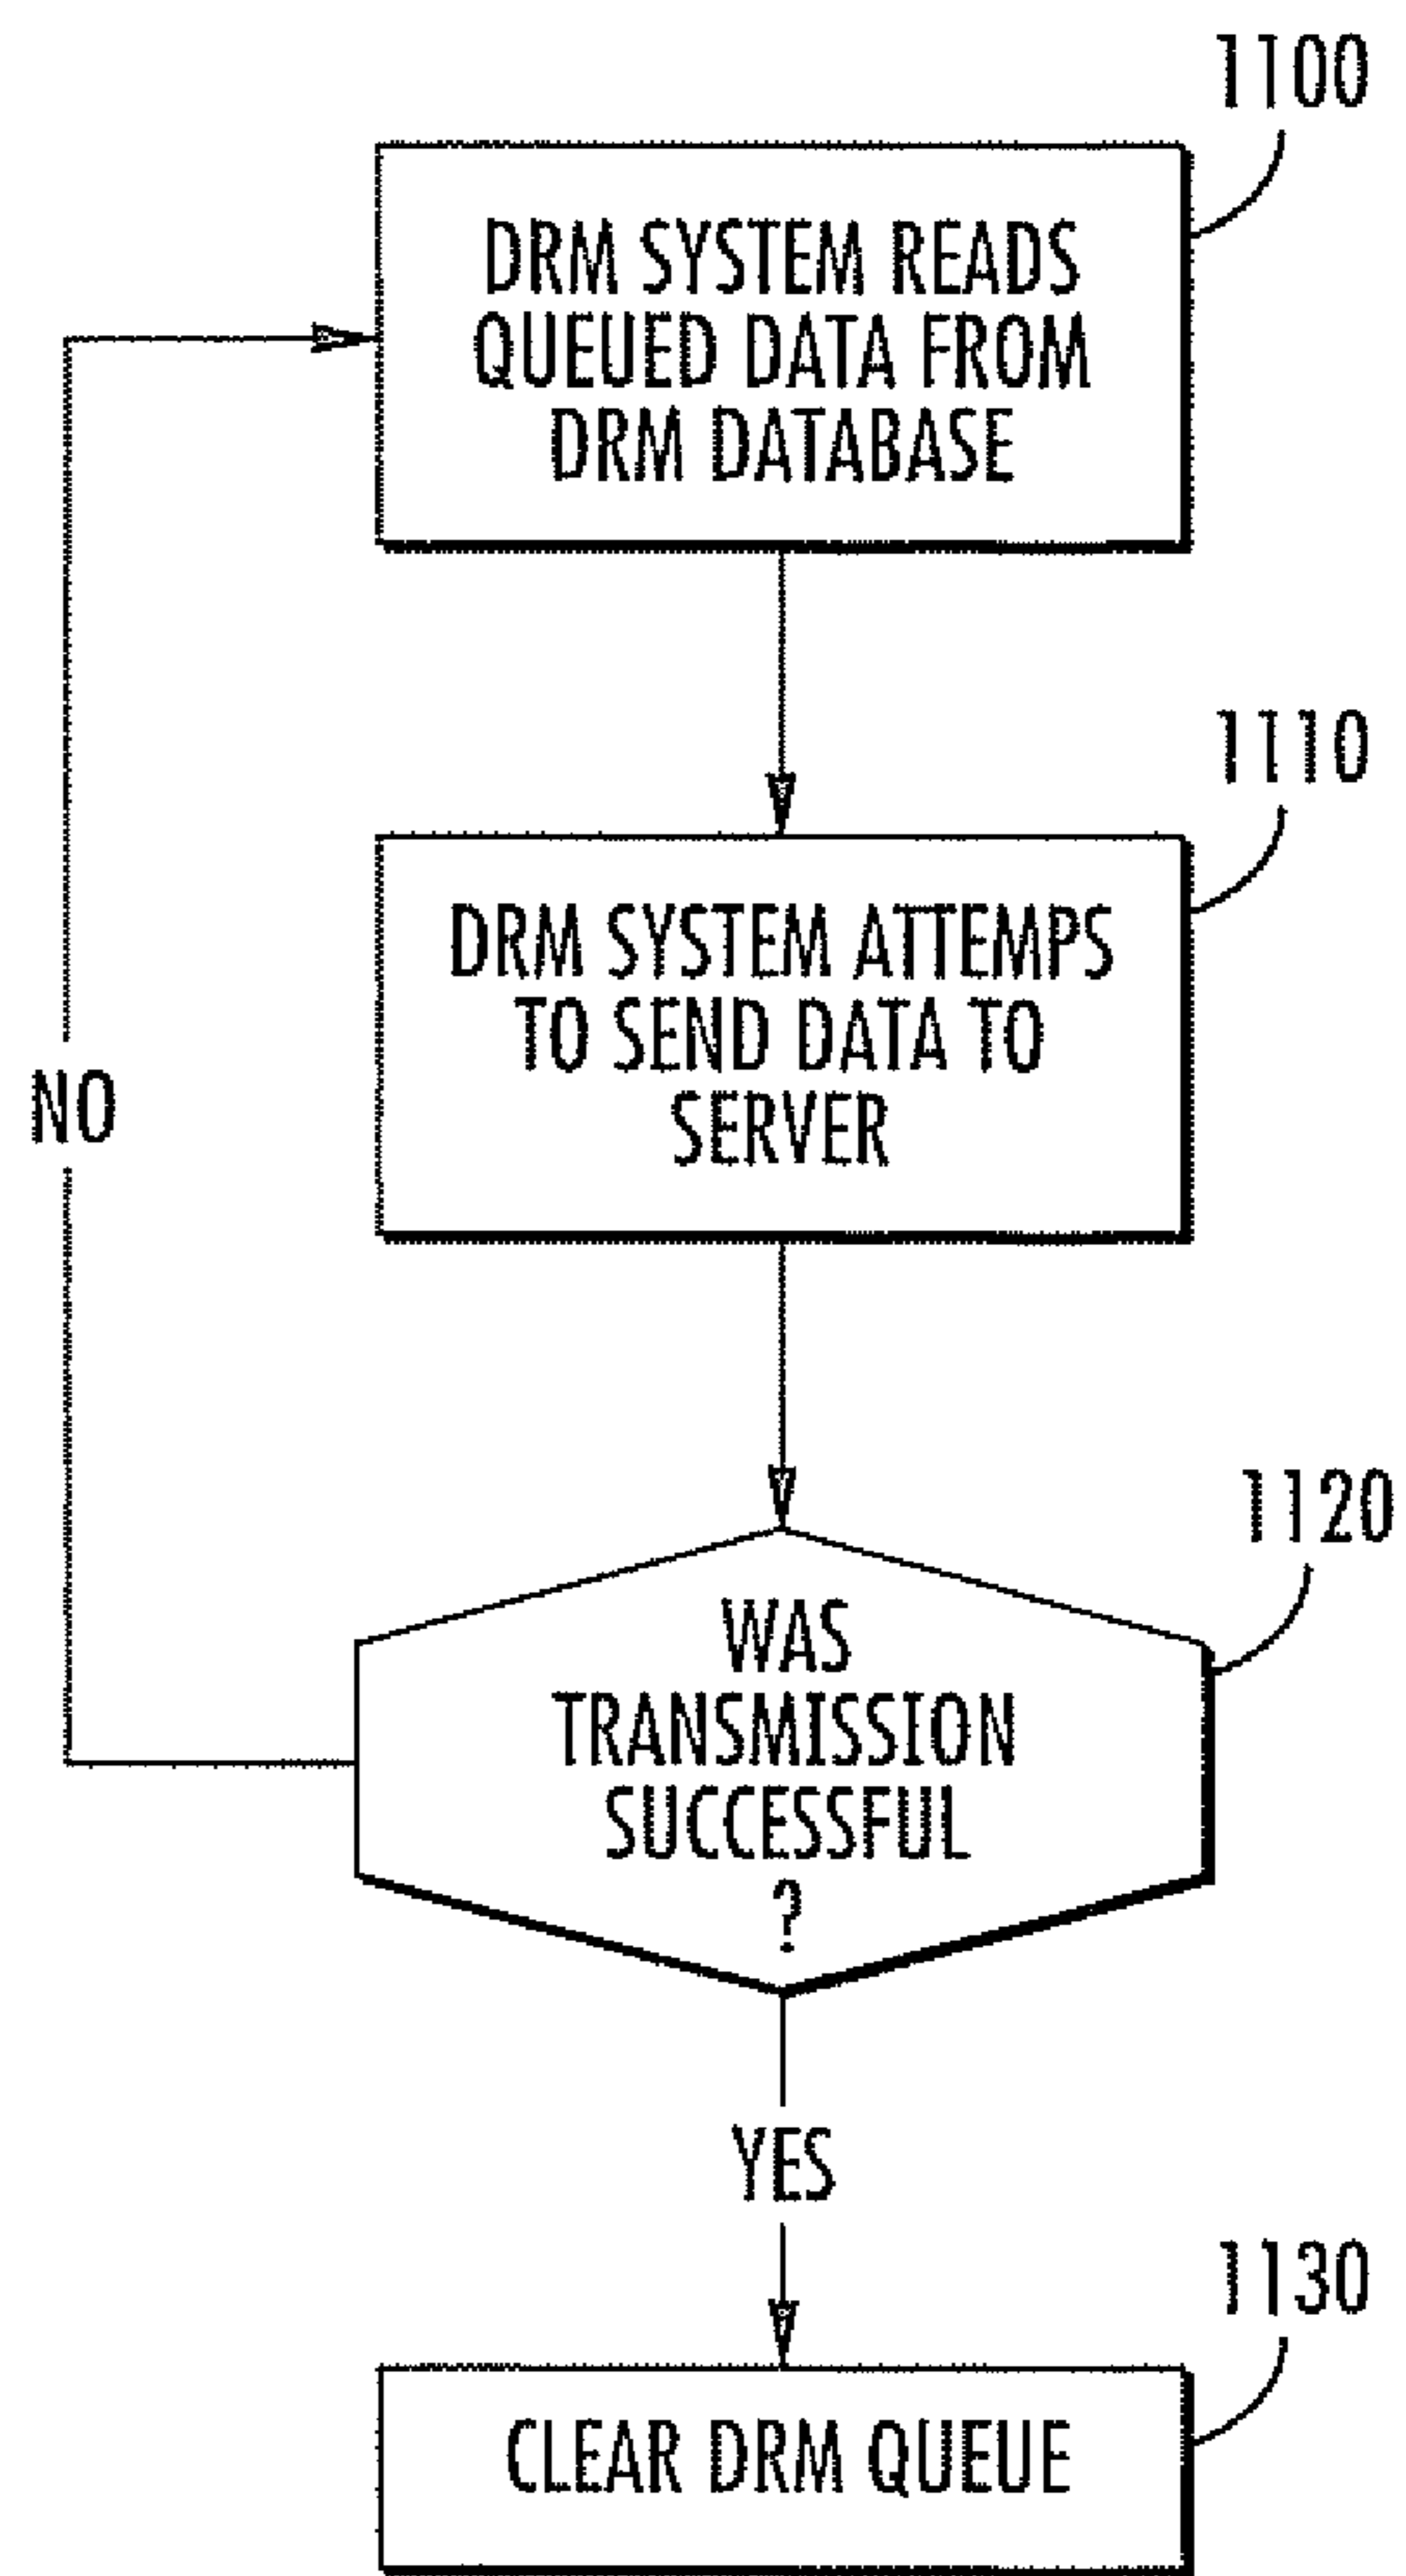 1100
DRM SYSTEM READS
QUEUED DATA FROM
DRM DATABASE
1110
DRM SYSTEM ATTEMPS
TO SEND DATA TO
SERVER
NO
1120
WAS
TRANSMISSION
SUCCESSFUL
?
YES
1130
CLEAR DRM QUEUE